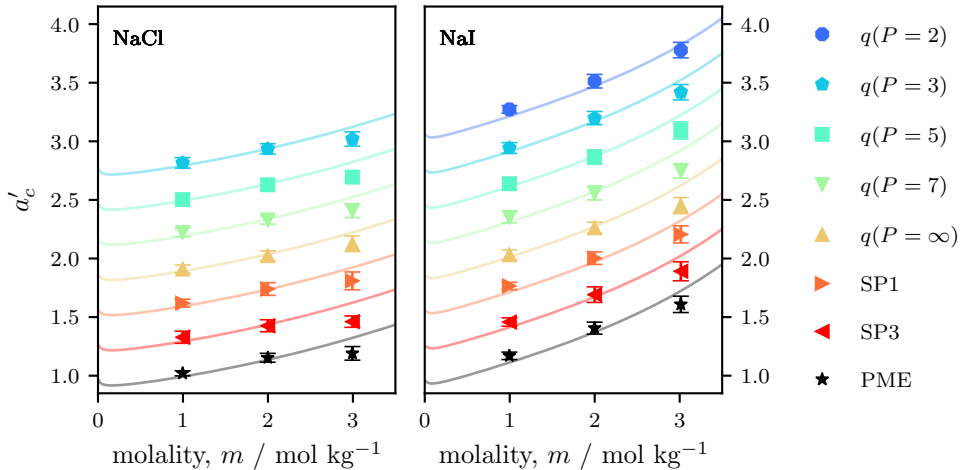 NaCl
NaI
4.0
3.5
3.0
2.5
2.0
1.5
1.0
a′c
4.0
3.5
3.0
2.5
2.0
1.5
1.0
0 1 2 3
0 1 2 3
molality, m / mol kg⁻¹
molality, m / mol kg⁻¹
q(P = 2)
q(P = 3)
q(P = 5)
q(P = 7)
q(P = ∞)
SP1
SP3
PME